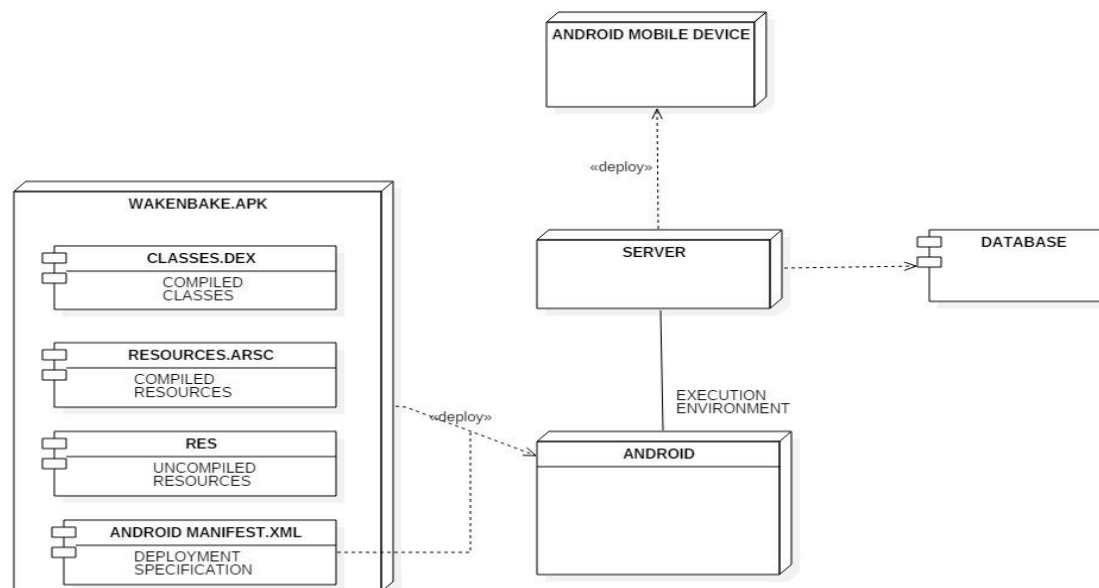 ANDROID MOBILE DEVICE
«deploy»
WAKENBAKE.APK
CLASSES.DEX
COMPILED
CLASSES
RESOURCES.ARSC
COMPILED
RESOURCES
RES
UNCOMPILED
RESOURCES
ANDROID MANIFEST.XML
DEPLOYMENT
SPECIFICATION
«deploy»
SERVER
DATABASE
EXECUTION
ENVIRONMENT
ANDROID